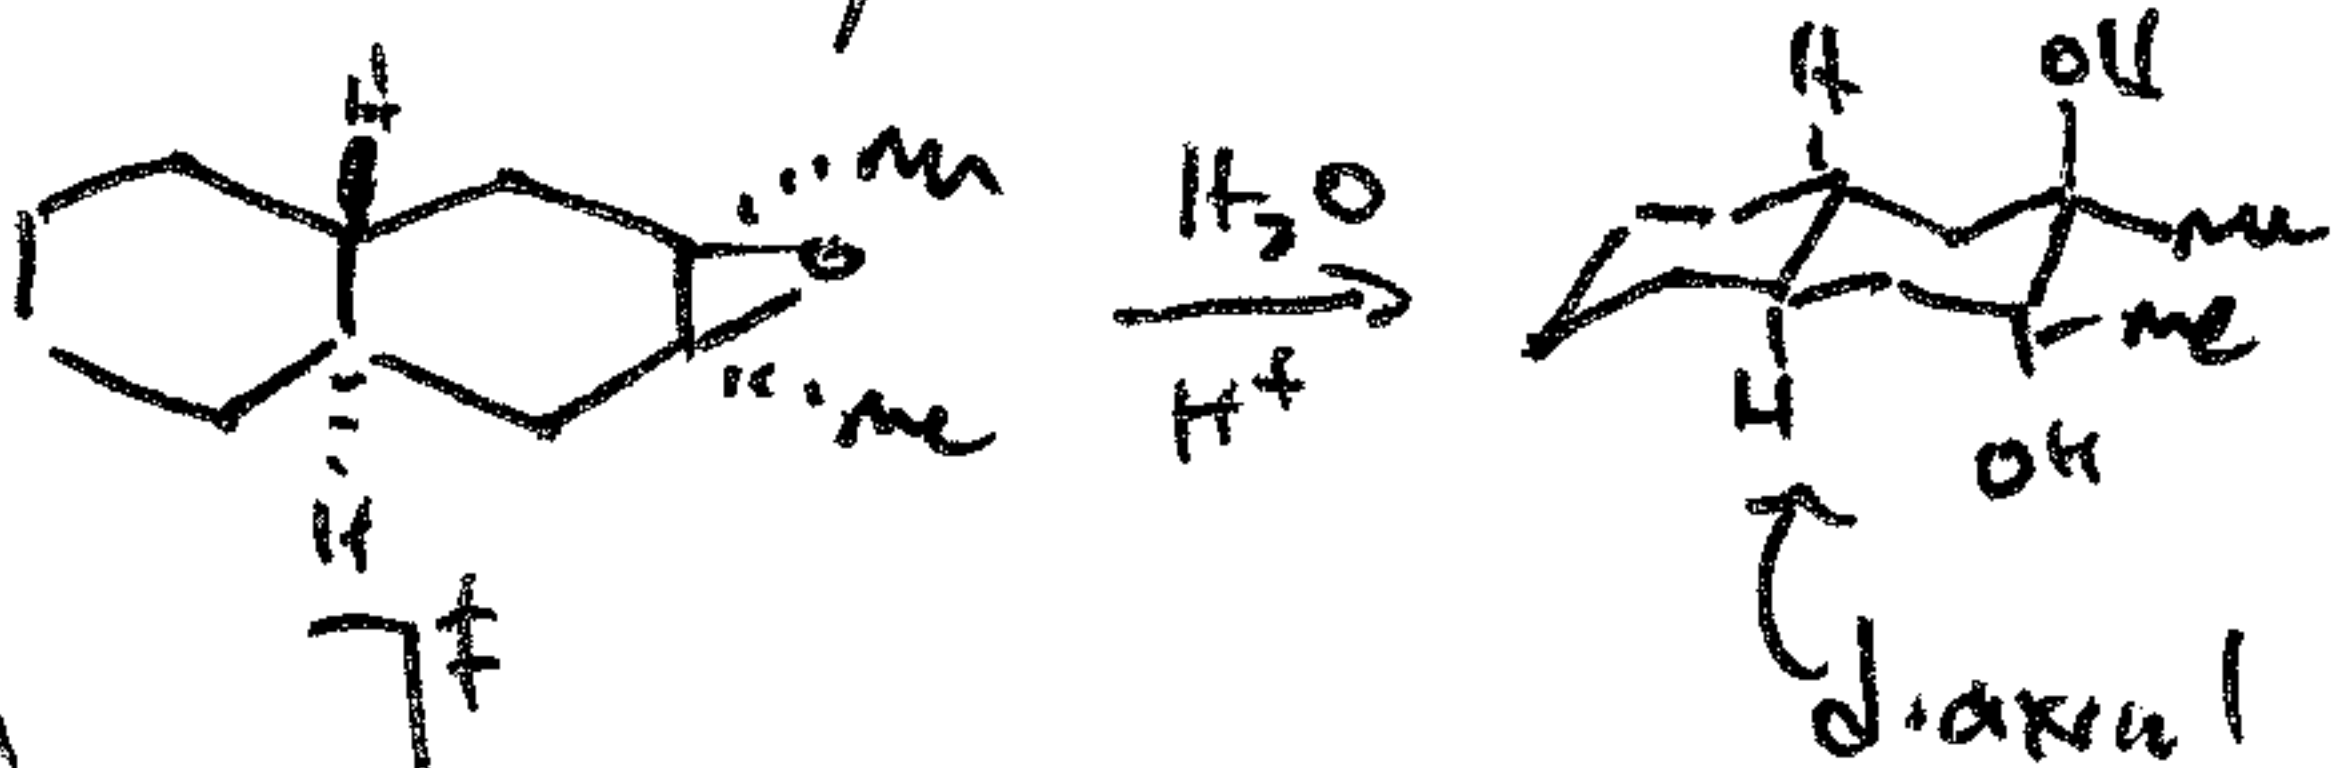 H H OH
Me
O H₂O Me
H⁺ Me
Me
H H OH
‡
diaxial